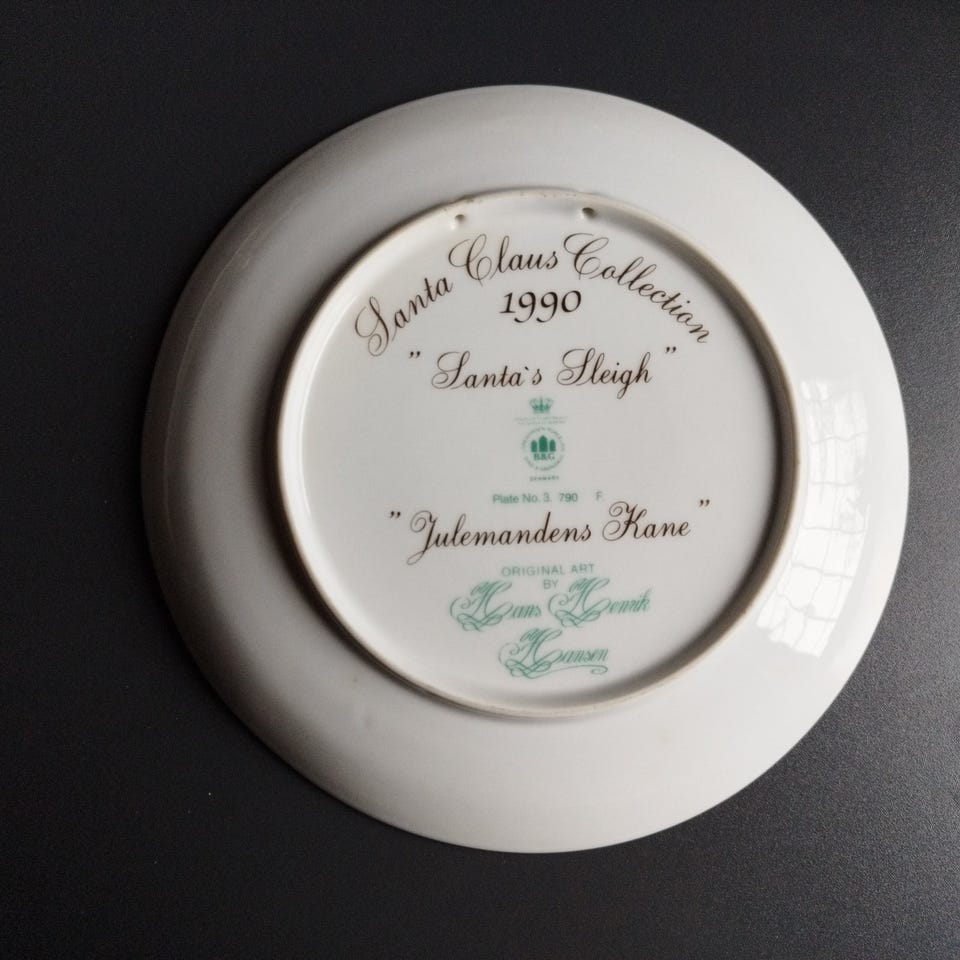 Santa Claus Collection
1990
" Santa`s Sleigh "
B&G
DENMARK
Plate No. 3. 790 F.
" Julemandens Kane "
ORIGINAL ART
BY
Hans Henrik
Hansen